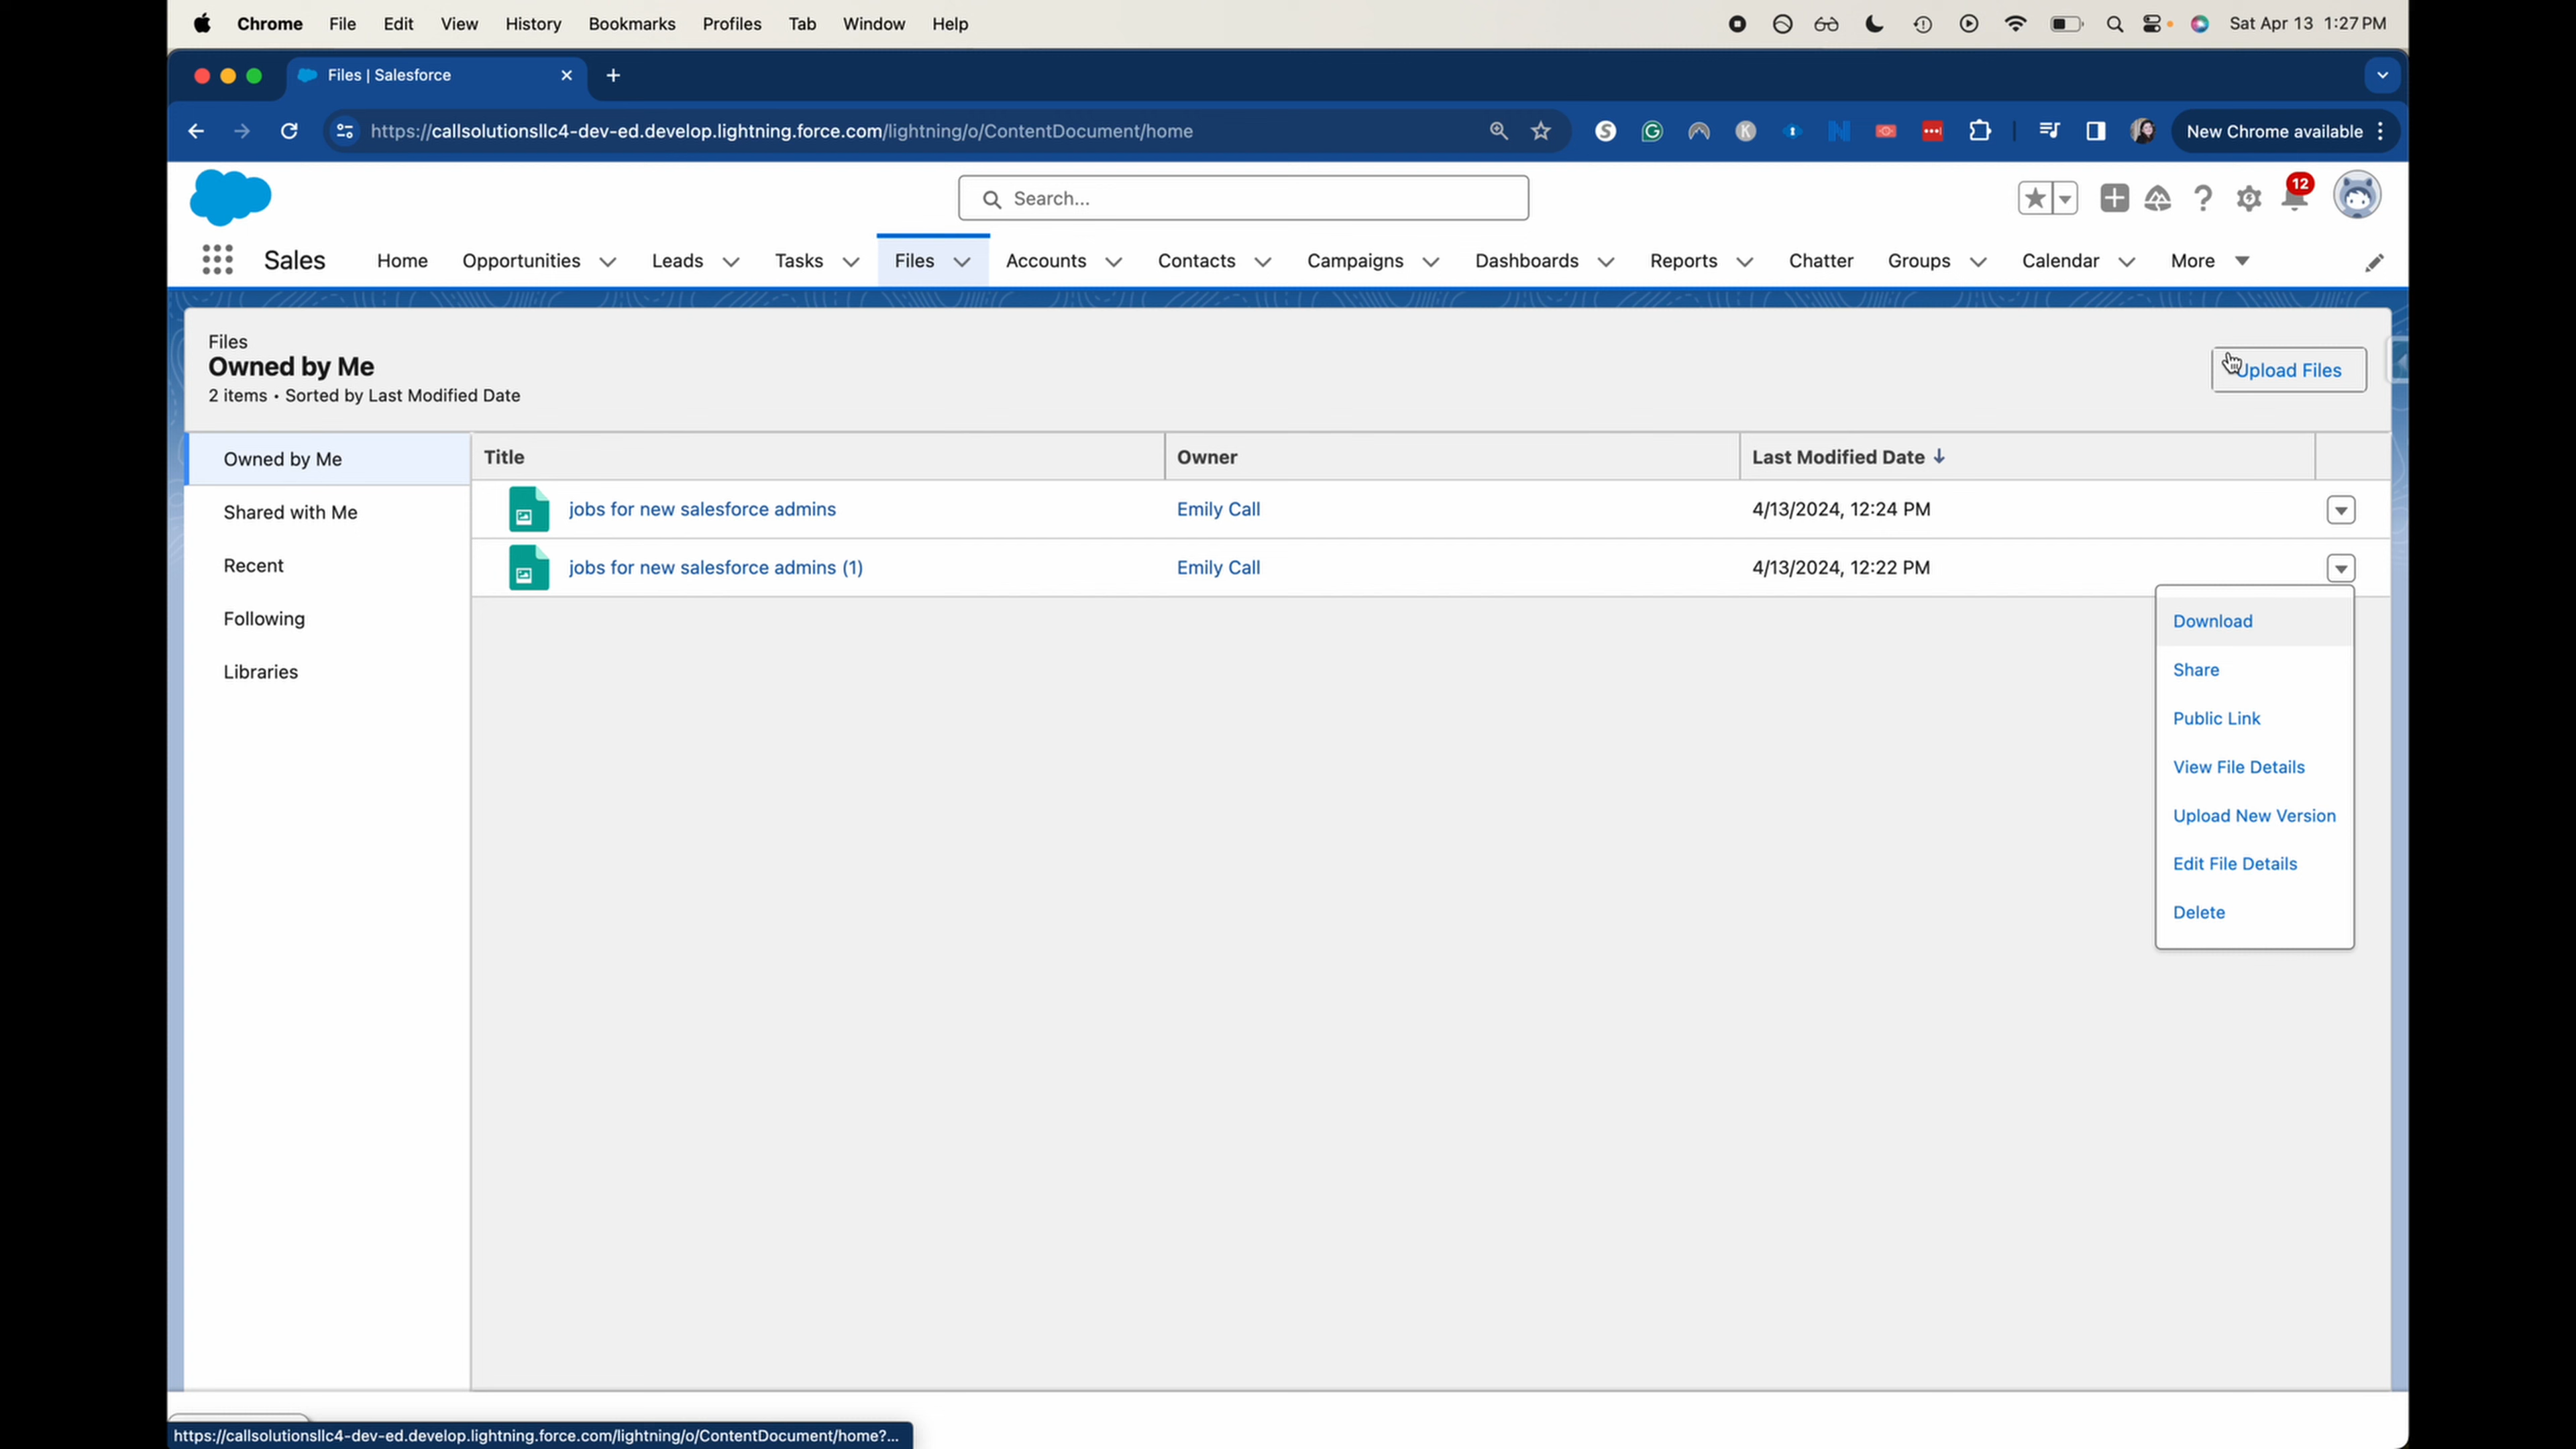 Chrome File Edit View History Bookmarks Profiles Tab Window Help Sat Apr 13 1:27 PM
Files | Salesforce
https://callsolutionsllc4-dev-ed.develop.lightning.force.com/lightning/o/ContentDocument/home New Chrome available
Search... 12
Sales Home Opportunities Leads Tasks Files Accounts Contacts Campaigns Dashboards Reports Chatter Groups Calendar More
Files
Owned by Me
2 items • Sorted by Last Modified Date
Upload Files
Owned by Me
Shared with Me
Recent
Following
Libraries
Title Owner Last Modified Date
jobs for new salesforce admins Emily Call 4/13/2024, 12:24 PM
jobs for new salesforce admins (1) Emily Call 4/13/2024, 12:22 PM
Download
Share
Public Link
View File Details
Upload New Version
Edit File Details
Delete
https://callsolutionsllc4-dev-ed.develop.lightning.force.com/lightning/o/ContentDocument/home?...